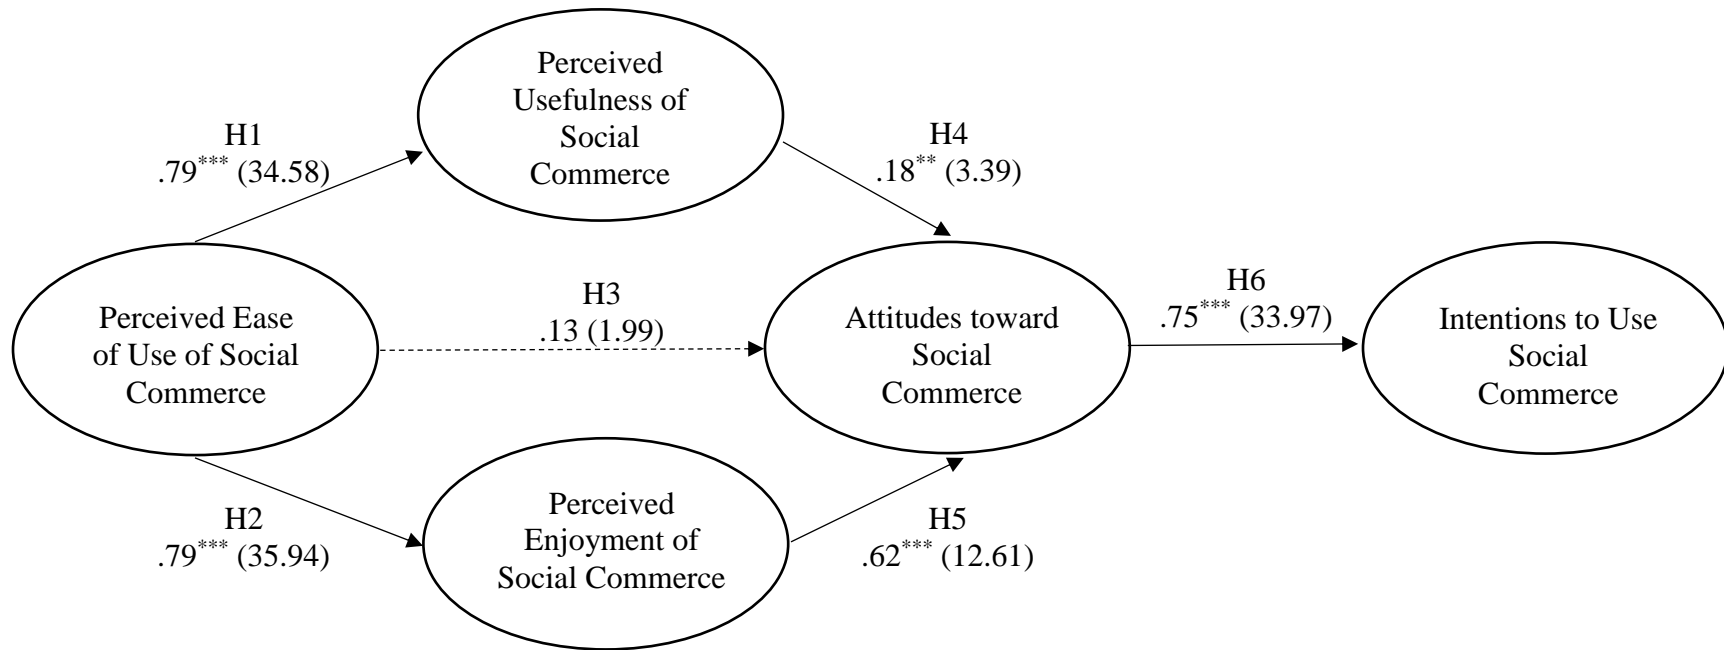 Perceived
Usefulness of
Social
Commerce
H1
.79*** (34.58)
H4
.18** (3.39)
Perceived Ease
of Use of Social
Commerce
H3
.13 (1.99)
Attitudes toward
Social
Commerce
H6
.75*** (33.97)
Intentions to Use
Social
Commerce
H2
.79*** (35.94)
Perceived
Enjoyment of
Social Commerce
H5
.62*** (12.61)